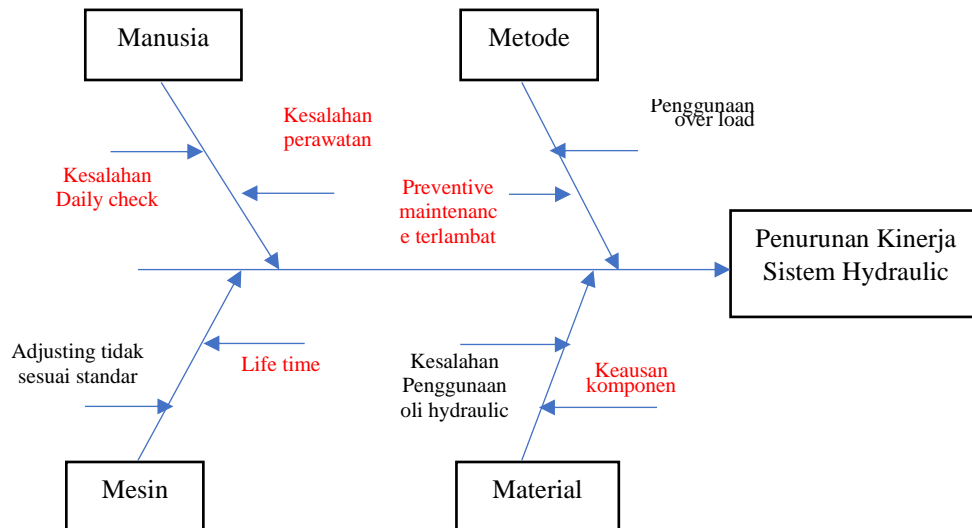 Manusia
Metode
Kesalahan
perawatan
Penggunaan
over load
Kesalahan
Daily check
Preventive
maintenanc
e terlambat
Penurunan Kinerja
Sistem Hydraulic
Adjusting tidak
sesuai standar
Life time
Kesalahan
Penggunaan
oli hydraulic
Keausan
komponen
Mesin
Material